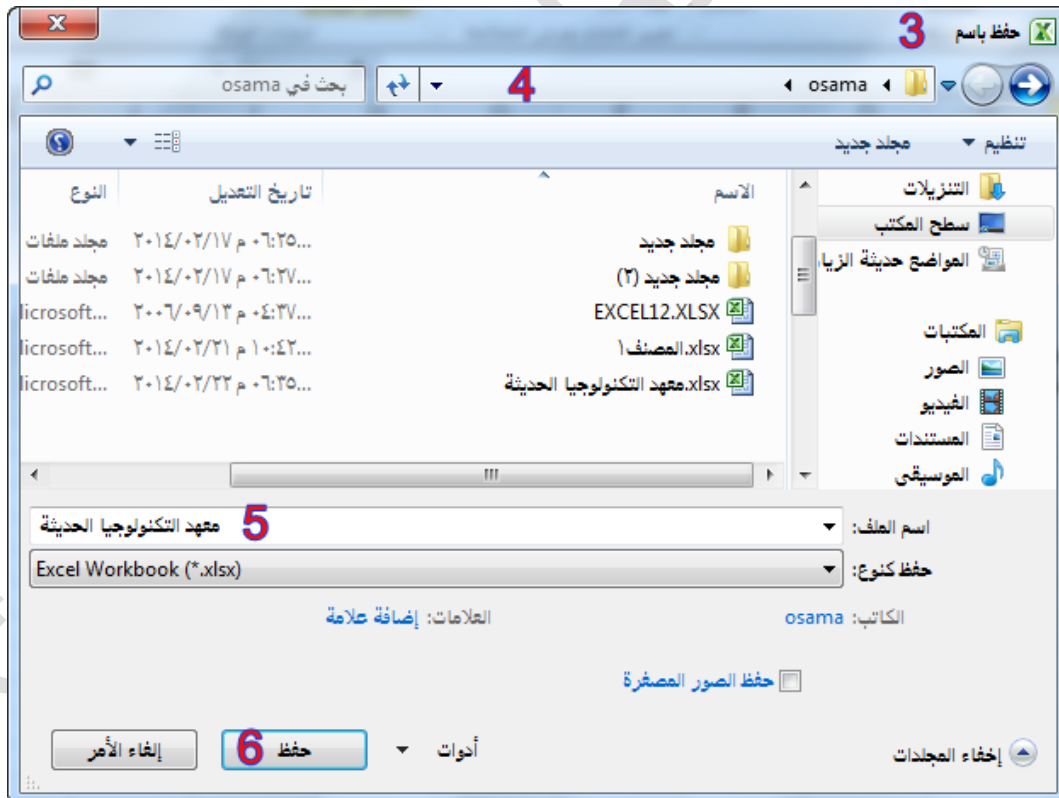 حفظ باسم 3
osama 4 بحث في osama
تنظيم مجلد جديد
التنزيلات
سطح المكتب
المواضع حديثة الزيا
المكتبات
الصور
الفيديو
المستندات
الموسيقى
الاسم تاريخ التعديل النوع
مجلد جديد ٢٠١٤/٠٢/١٧ م ٠٦:٢٥... مجلد ملفات
مجلد جديد (٢) ٢٠١٤/٠٢/١٧ م ٠٦:٢٧... مجلد ملفات
EXCEL12.XLSX ٢٠٠٦/٠٩/١٣ م ٠٤:٣٧... licrosoft...
المصنف١.xlsx ٢٠١٤/٠٢/٢١ م ١٠:٤٢... licrosoft...
معهد التكنولوجيا الحديثة.xlsx ٢٠١٤/٠٢/٢٢ م ٠٦:٣٥... licrosoft...
اسم الملف: معهد التكنولوجيا الحديثة 5
حفظ كنوع: Excel Workbook (*.xlsx)
الكاتب: osama العلامات: إضافة علامة
حفظ الصور المصغرة
إخفاء المجلدات أدوات حفظ 6 إلغاء الأمر